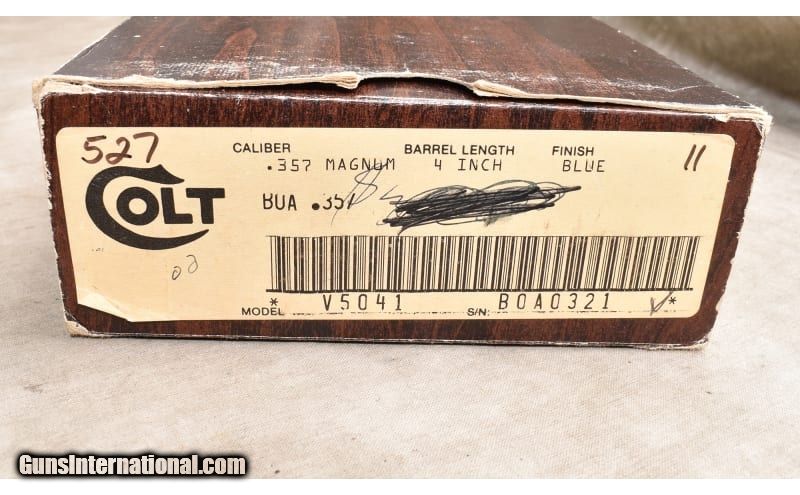 527
CALIBER BARREL LENGTH FINISH
.357 MAGNUM 4 INCH BLUE 11
COLT
BOA .357
* V5041 BOA0321 *
MODEL S/N:
GunsInternational.com